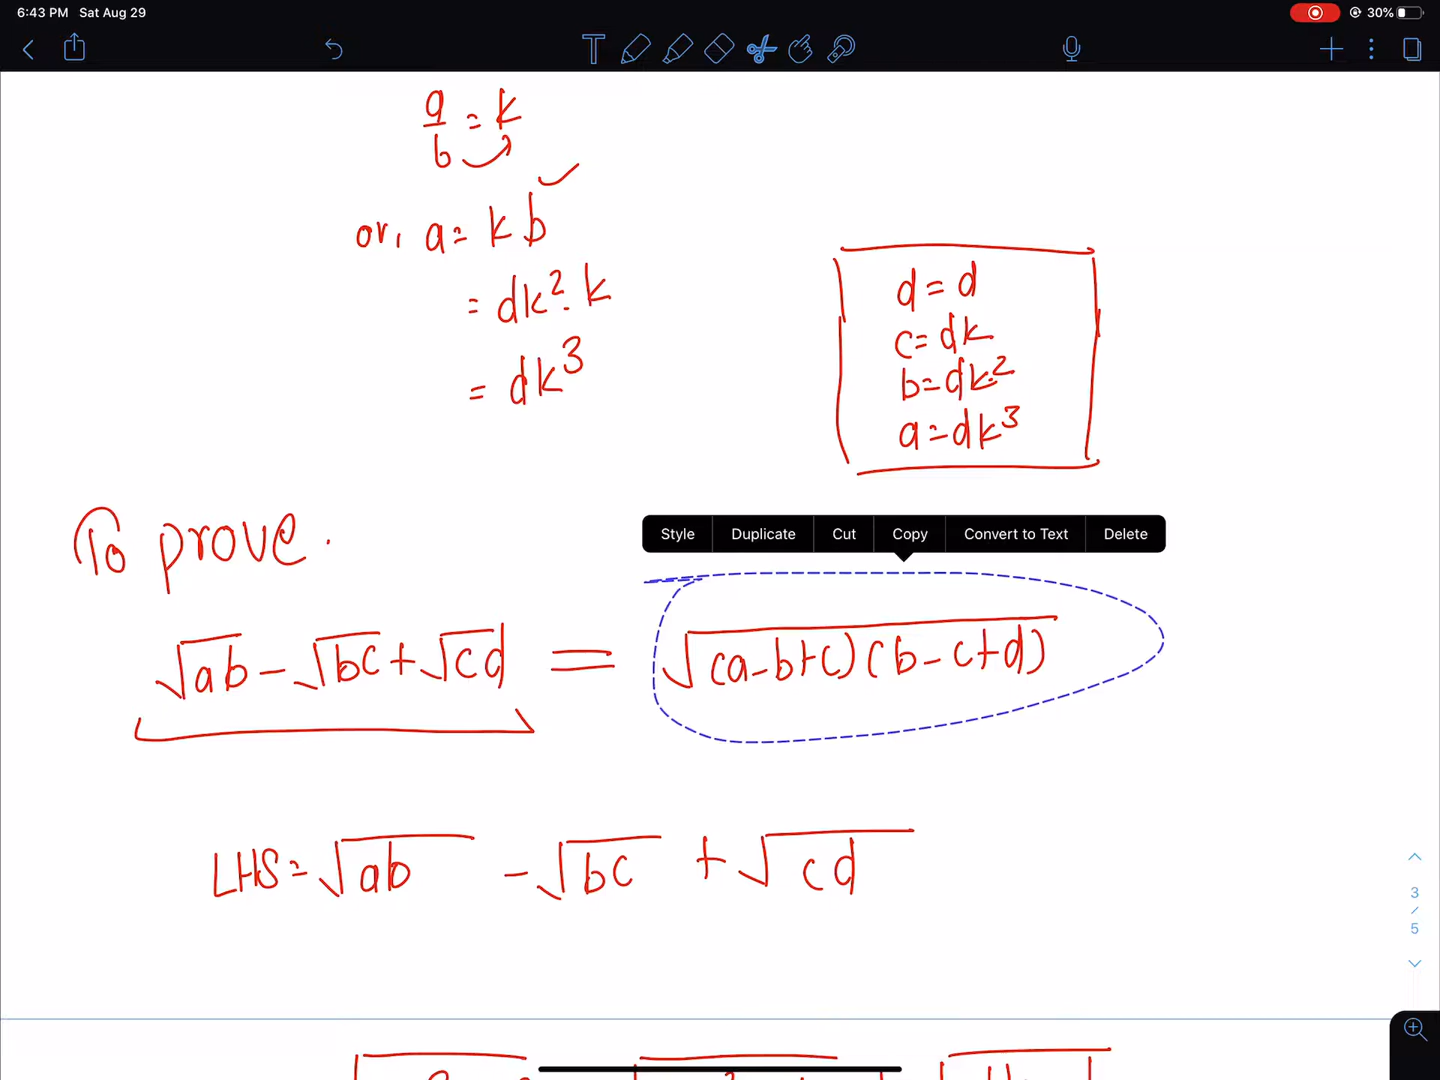 6:43 PM Sat Aug 29 30%
a/b = k
or, a = kb
= dk². k
= dk³
d = d
c = dk
b = dk²
a = dk³
To prove.
Style Duplicate Cut Copy Convert to Text Delete
√ab - √bc + √cd = √(a-b+c)(b-c+d)
LHS = √ab - √bc + √cd
3
/
5